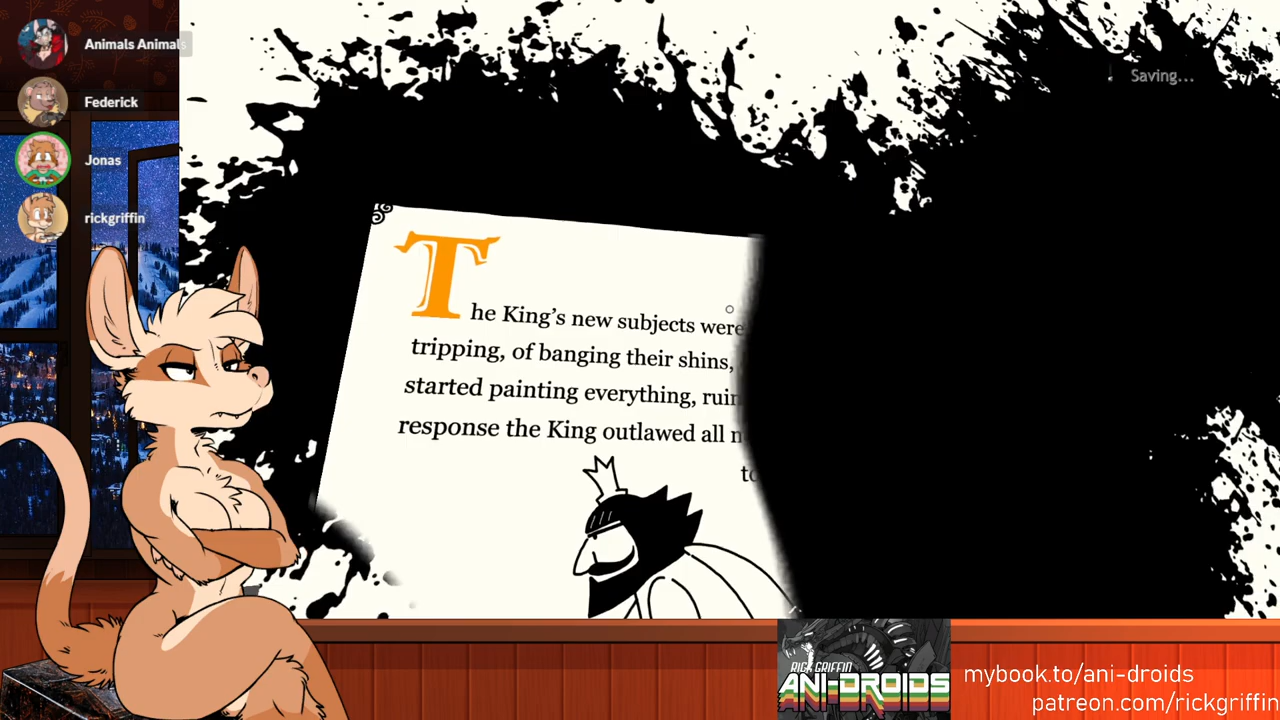 Animals Animals
Federick
Jonas
rickgriffin
Saving...
The King's new subjects were
tripping, of banging their shins,
started painting everything,
response the King outlawed all
RICK GRIFFIN
ANI-DROIDS
mybook.to/ani-droids
patreon.com/rickgriffin